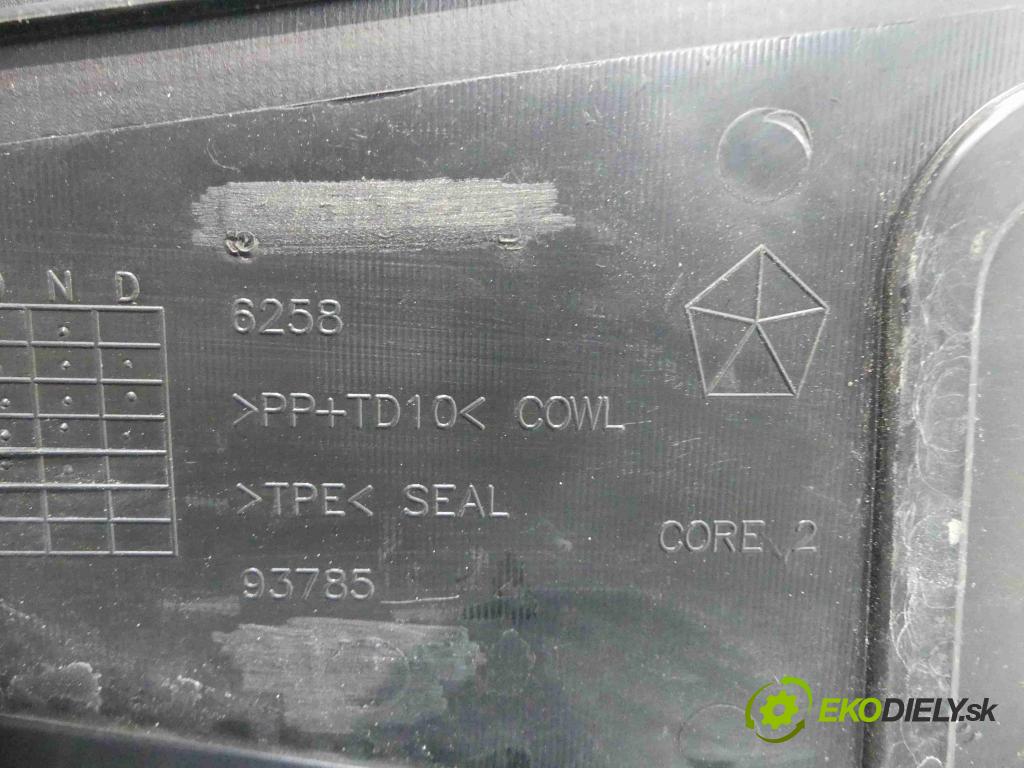 N D
6258
>PP+TD10< COWL
>TPE< SEAL
93785
CORE 2
EKODIELY.sk